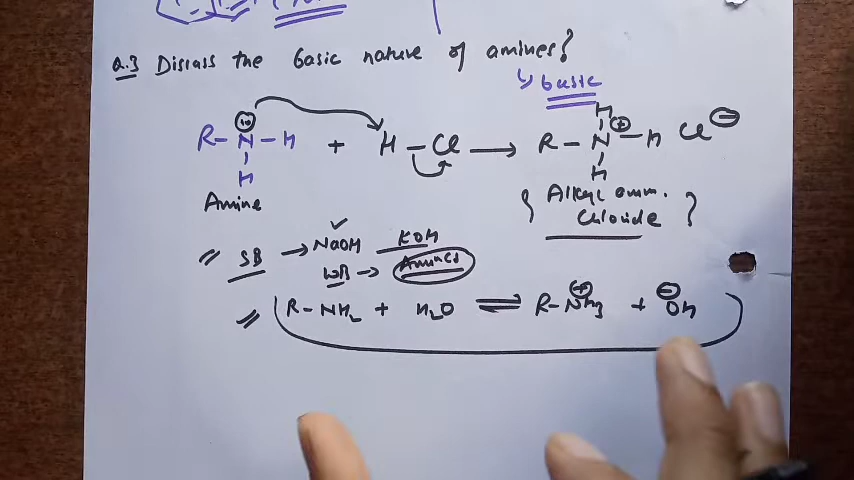 Q.3 Discuss the basic nature of amines?
↳ basic
H
R - N - H + H - Cl ⟶ R - N - H Cl ⊖
H H
Amine { Alkyl amm. Chloride }
SB → NaOH KOH
WB → Amines
R - NH2 + H2O ⇌ R - NH3 ⊕ + ⊖ OH